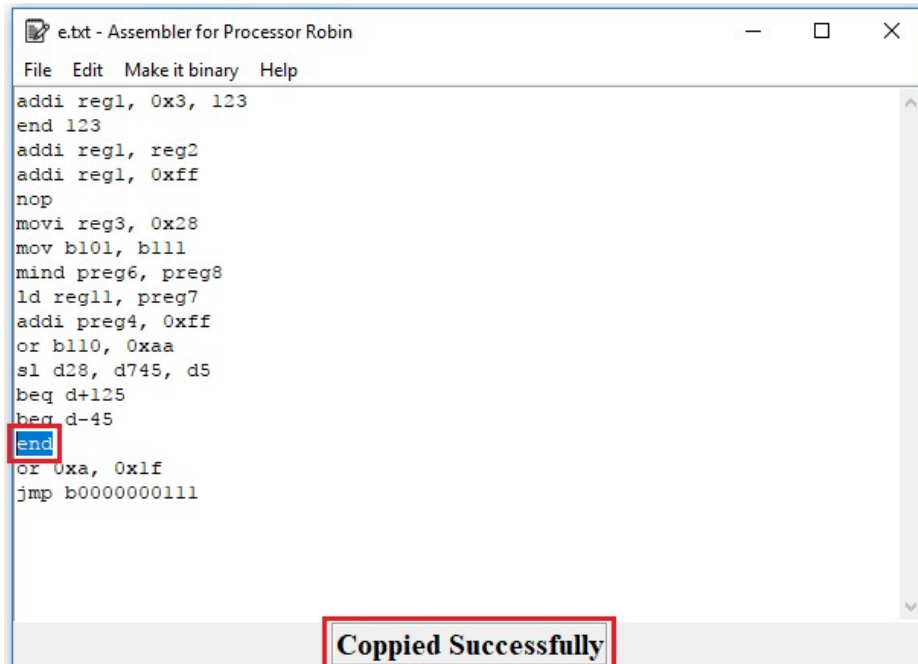 e.txt - Assembler for Processor Robin
File Edit Make it binary Help
addi reg1, 0x3, 123
end 123
addi reg1, reg2
addi reg1, 0xff
nop
movi reg3, 0x28
mov b101, b111
mind preg6, preg8
ld reg11, preg7
addi preg4, 0xff
or b110, 0xaa
sl d28, d745, d5
beq d+125
beq d-45
end
or 0xa, 0x1f
jmp b0000000111
Coppied Successfully